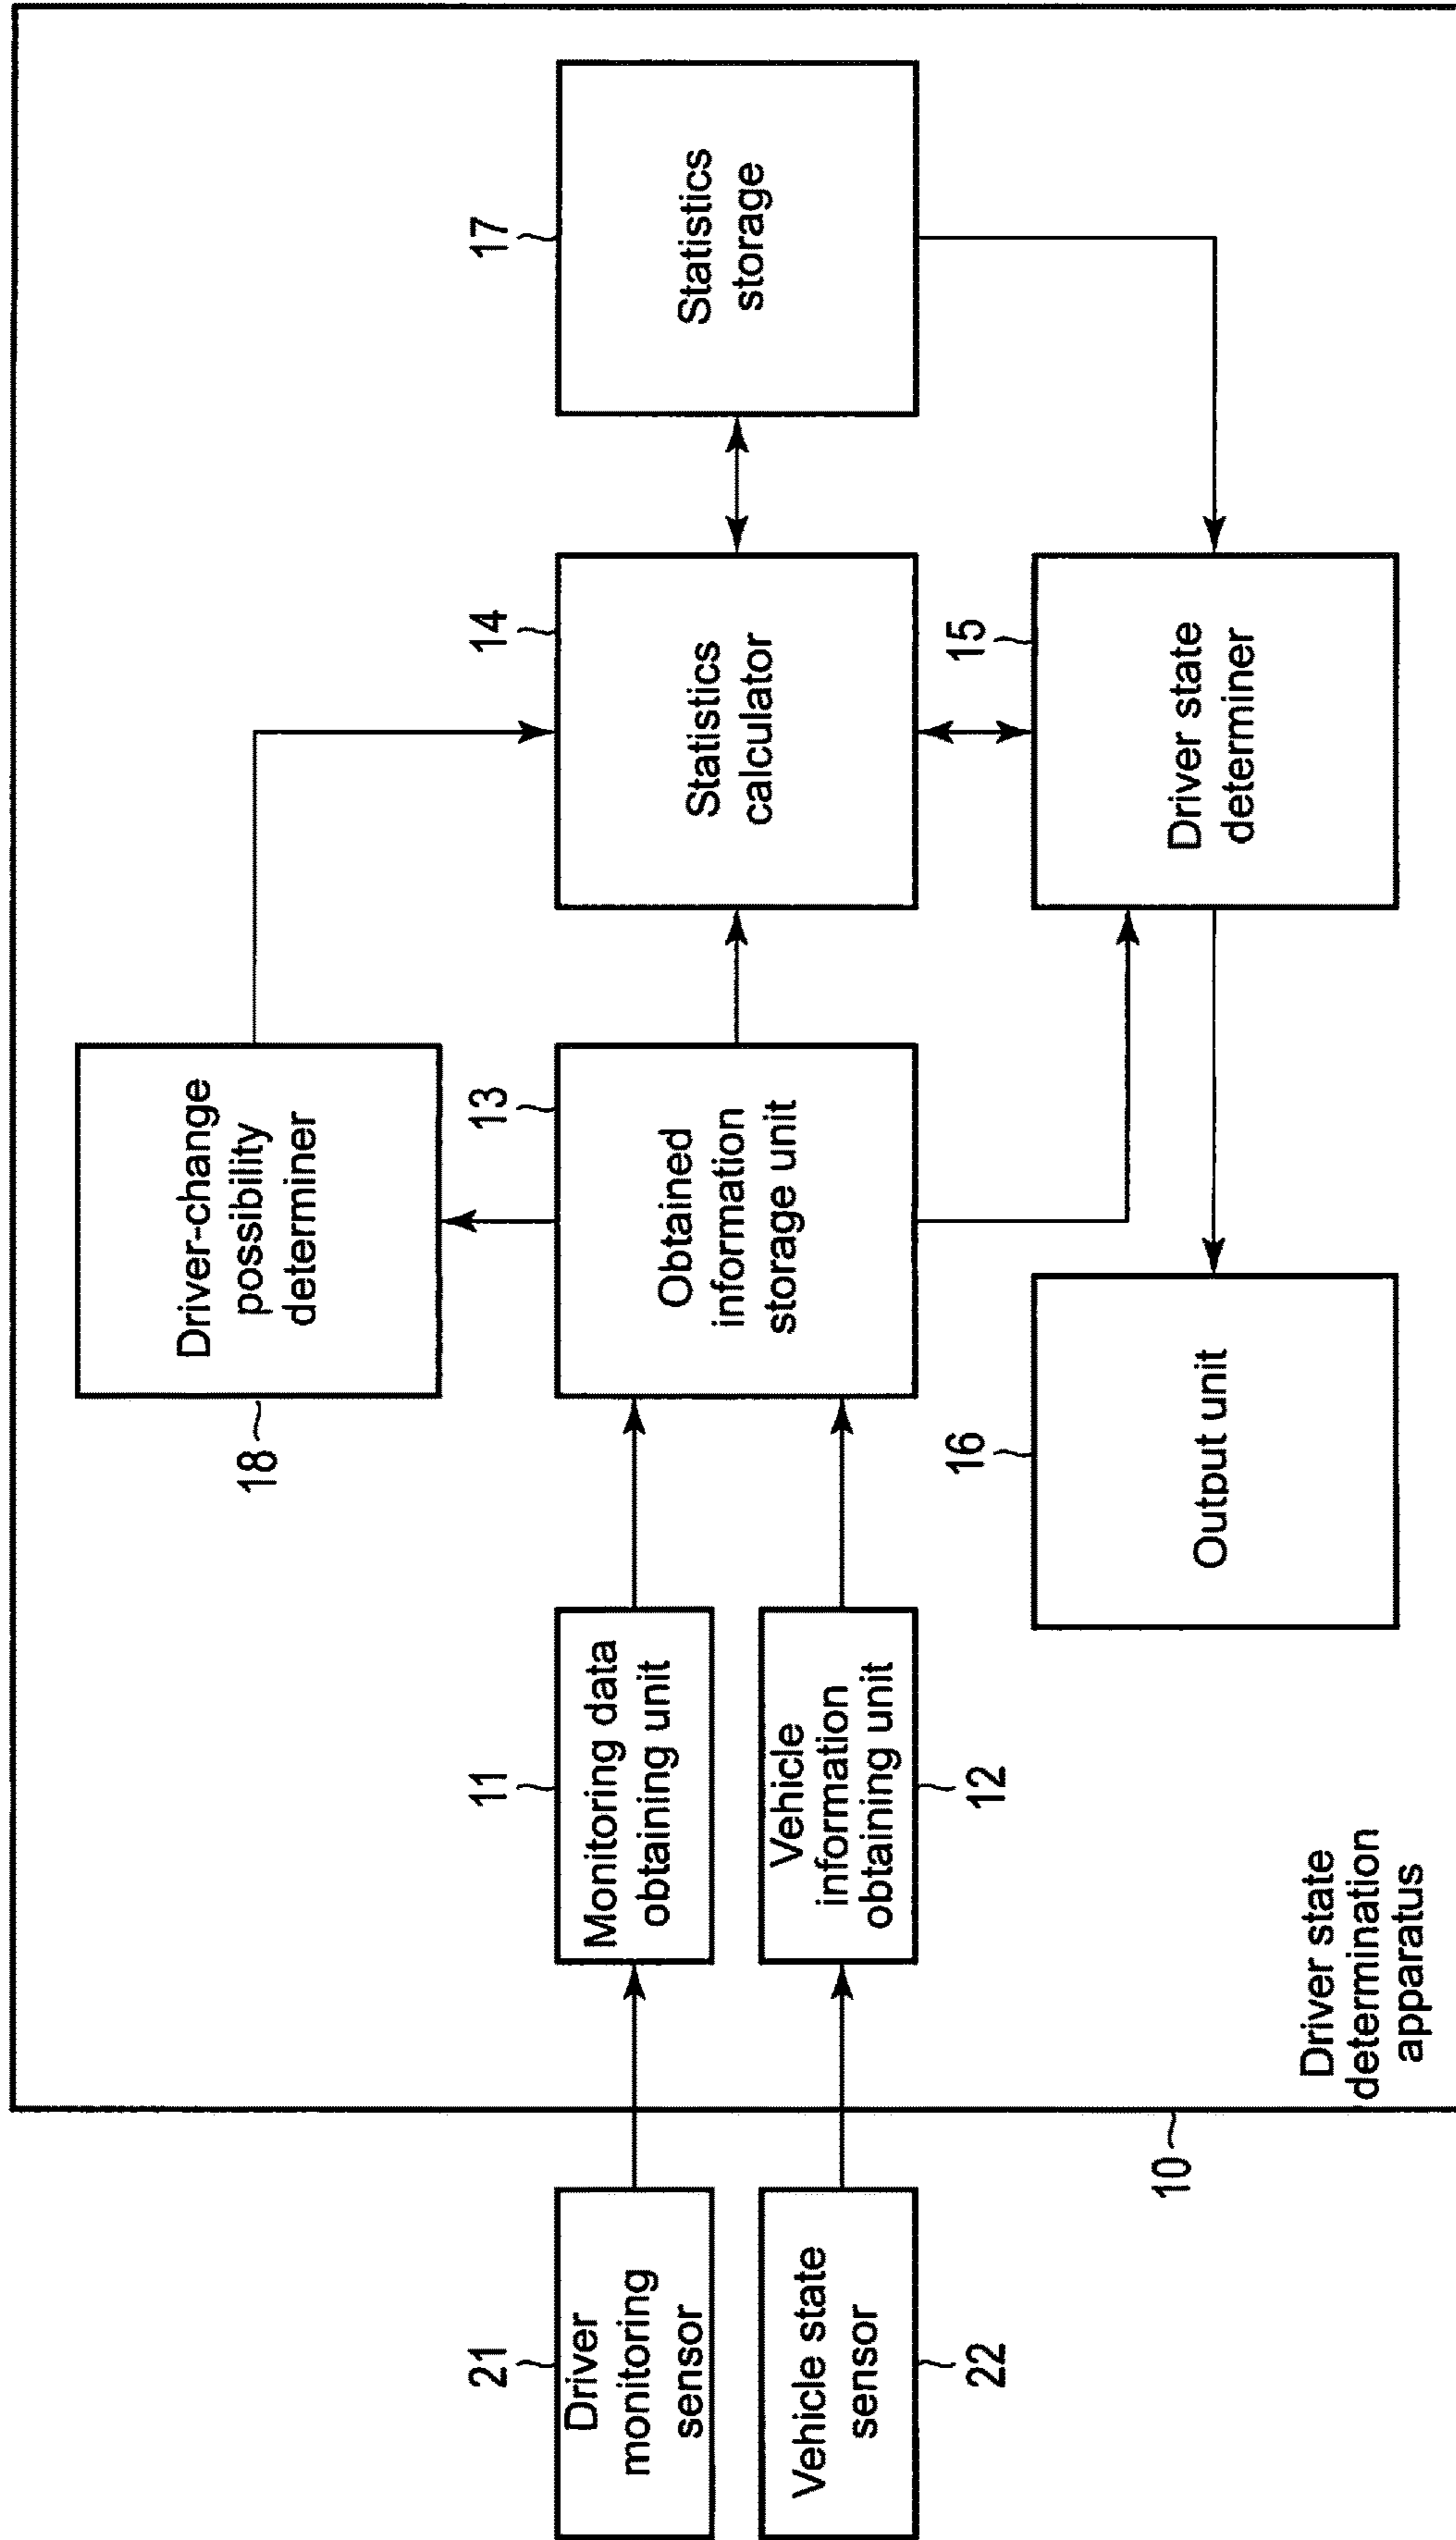 18
Driver-change
possibility
determiner
21
Driver
monitoring
sensor
11
Monitoring data
obtaining unit
13
Obtained
information
storage unit
14
Statistics
calculator
17
Statistics
storage
Vehicle state
sensor
22
Vehicle
information
obtaining unit
12
16
Output unit
15
Driver state
determiner
10
Driver state
determination
apparatus